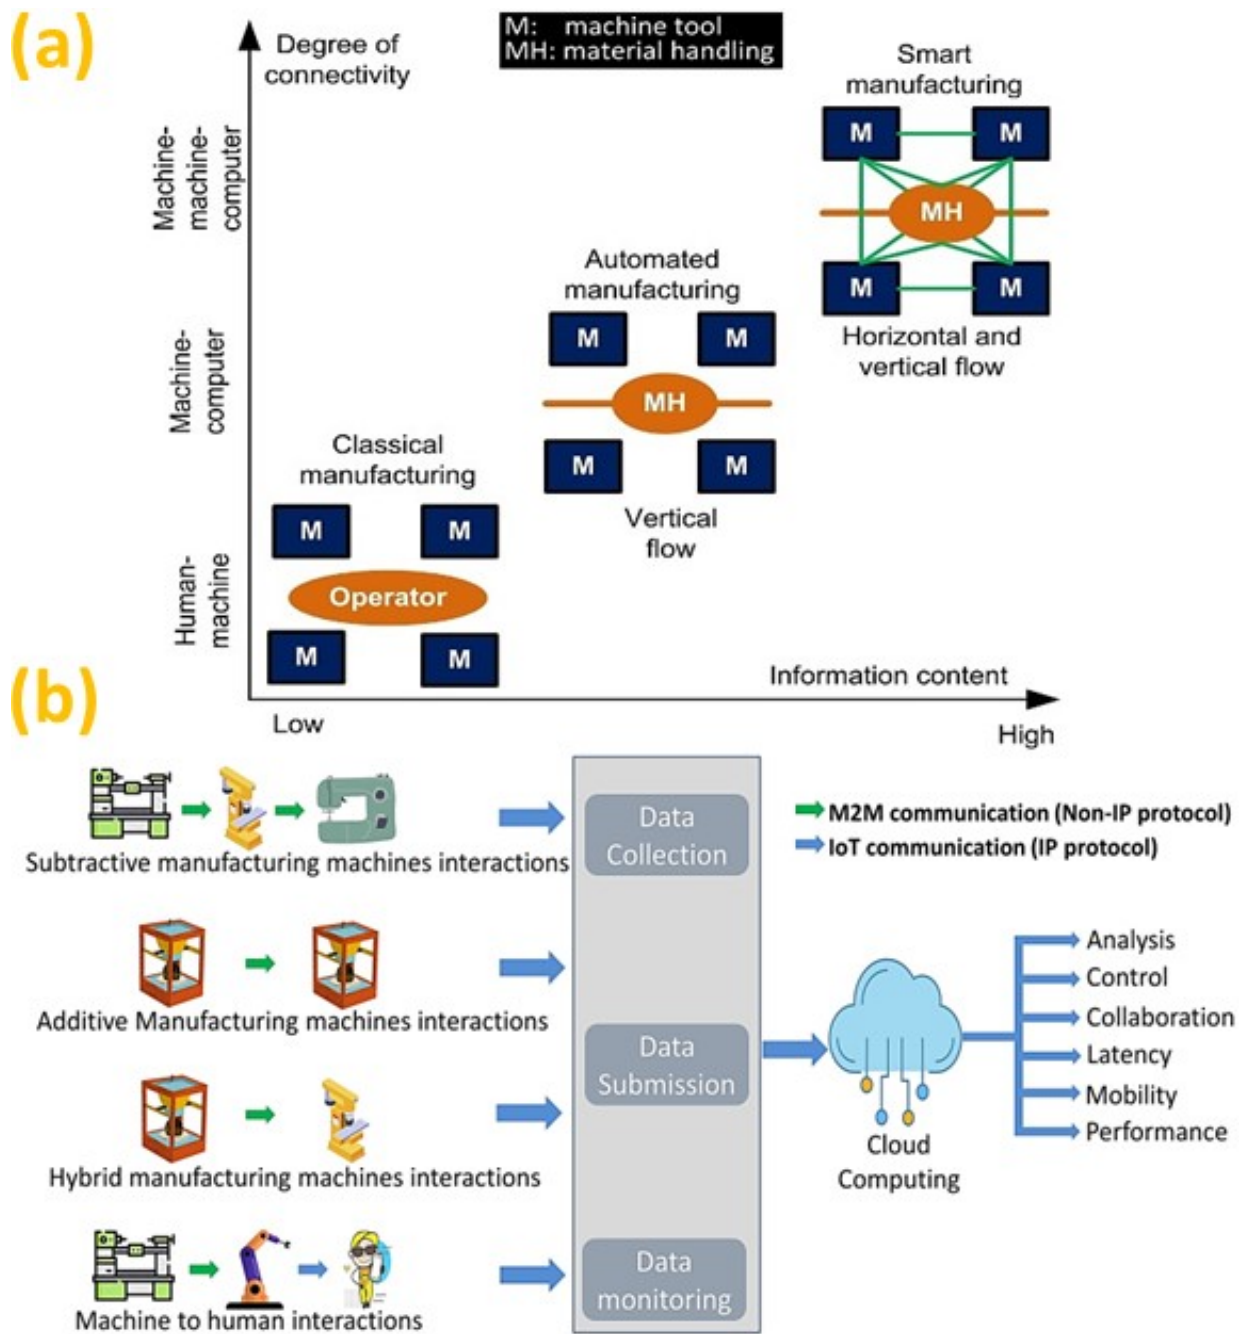 (a)
Degree of
connectivity
M: machine tool
MH: material handling
Smart
manufacturing
M
M
MH
M
M
Horizontal and
vertical flow
Machine-
machine-
computer
Automated
manufacturing
M
M
MH
M
M
Vertical
flow
Machine-
computer
Classical
manufacturing
M
M
Operator
M
M
Human-
machine
Information content
Low
High
(b)
Subtractive manufacturing machines interactions
Additive Manufacturing machines interactions
Hybrid manufacturing machines interactions
Machine to human interactions
Data
Collection
Data
Submission
Data
monitoring
M2M communication (Non-IP protocol)
IoT communication (IP protocol)
Cloud
Computing
Analysis
Control
Collaboration
Latency
Mobility
Performance